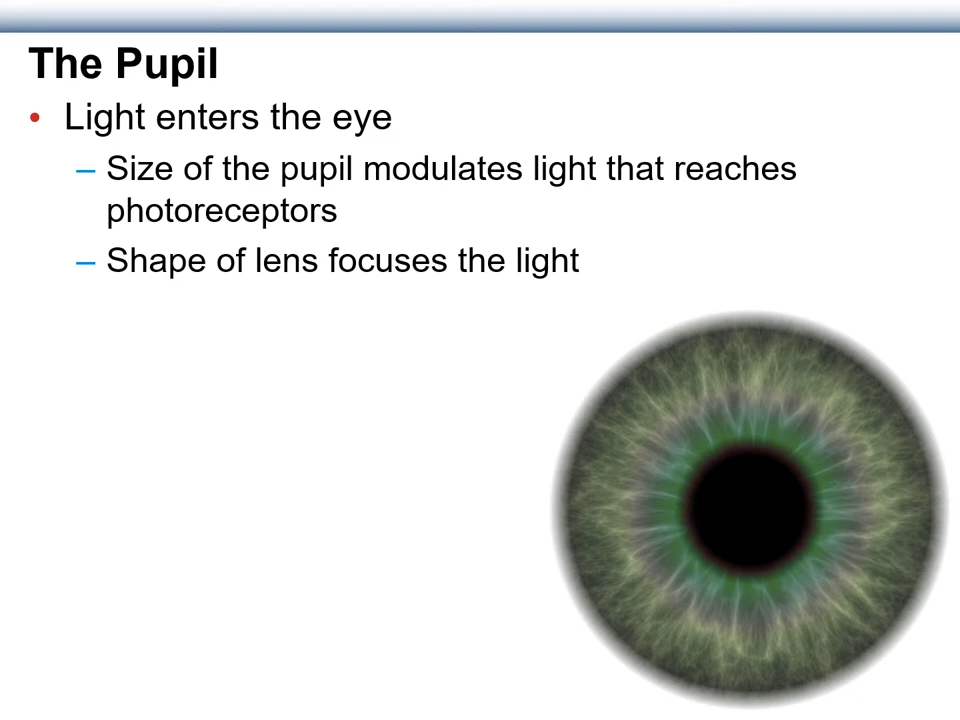 The Pupil
• Light enters the eye
– Size of the pupil modulates light that reaches
photoreceptors
– Shape of lens focuses the light